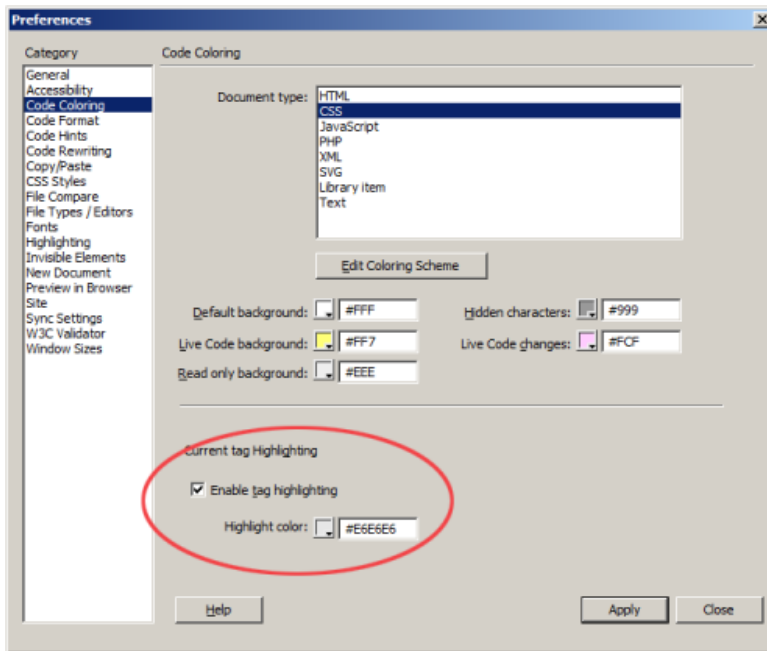 Preferences
Category
Code Coloring
General
Accessibility
Code Coloring
Code Format
Code Hints
Code Rewriting
Copy/Paste
CSS Styles
File Compare
File Types / Editors
Fonts
Highlighting
Invisible Elements
New Document
Preview in Browser
Site
Sync Settings
W3C Validator
Window Sizes
Document type:
HTML
CSS
JavaScript
PHP
XML
SVG
Library item
Text
Edit Coloring Scheme
Default background: #FFF
Hidden characters: #999
Live Code background: #FF7
Live Code changes: #FCF
Read only background: #EEE
Current tag Highlighting
Enable tag highlighting
Highlight color: #E6E6E6
Help
Apply
Close